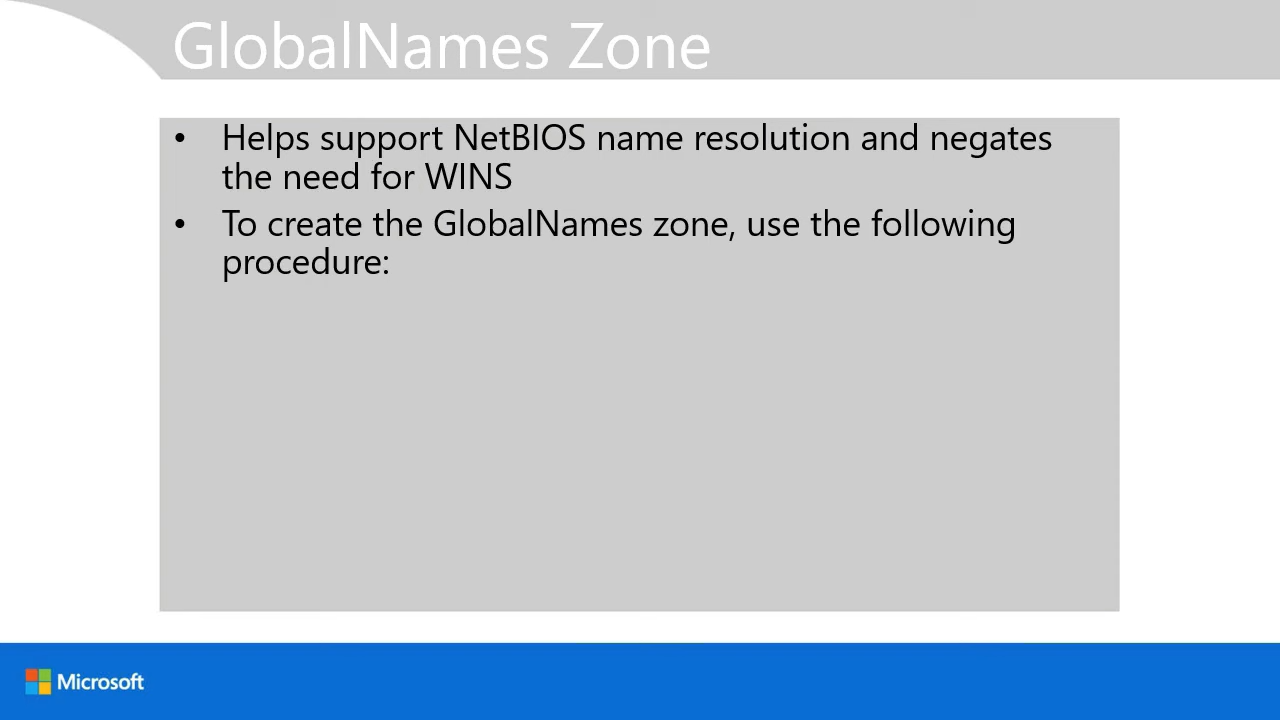 GlobalNames Zone
• Helps support NetBIOS name resolution and negates
the need for WINS
• To create the GlobalNames zone, use the following
procedure:
Microsoft